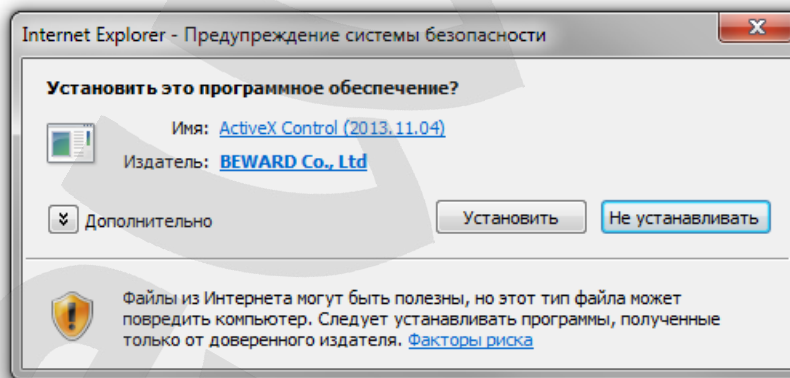 Internet Explorer - Предупреждение системы безопасности
Установить это программное обеспечение?
Имя: ActiveX Control (2013.11.04)
Издатель: BEWARD Co., Ltd
Дополнительно
Установить
Не устанавливать
Файлы из Интернета могут быть полезны, но этот тип файла может
повредить компьютер. Следует устанавливать программы, полученные
только от доверенного издателя. Факторы риска